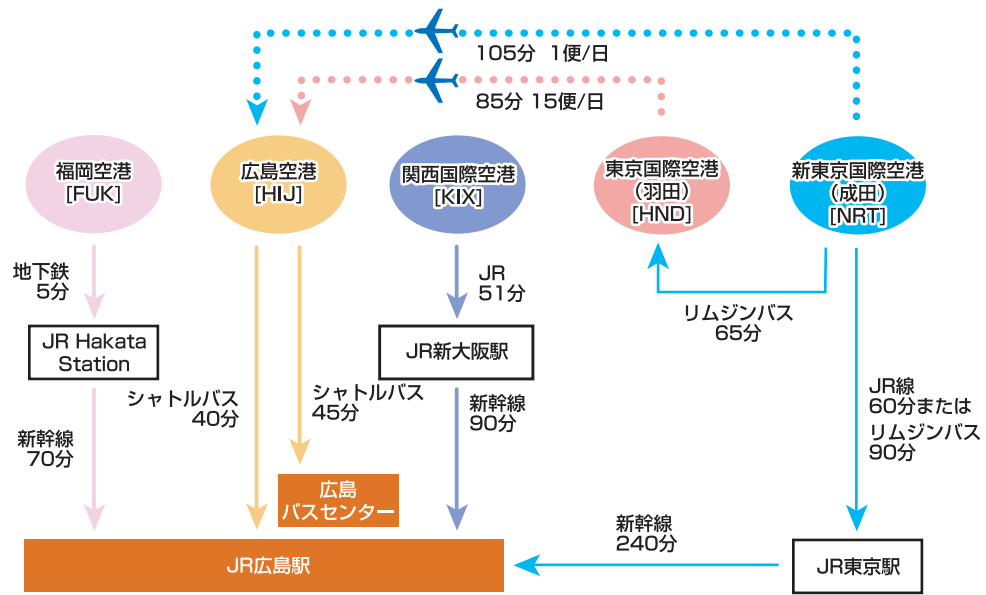 105分 1便/日
85分 15便/日
福岡空港
[FUK]
広島空港
[HIJ]
関西国際空港
[KIX]
東京国際空港
（羽田）
[HND]
新東京国際空港
（成田）
[NRT]
地下鉄
5分
JR
51分
リムジンバス
65分
JR Hakata
Station
JR新大阪駅
シャトルバス
40分
シャトルバス
45分
新幹線
90分
JR線
60分または
リムジンバス
90分
新幹線
70分
広島
バスセンター
新幹線
240分
JR広島駅
JR東京駅